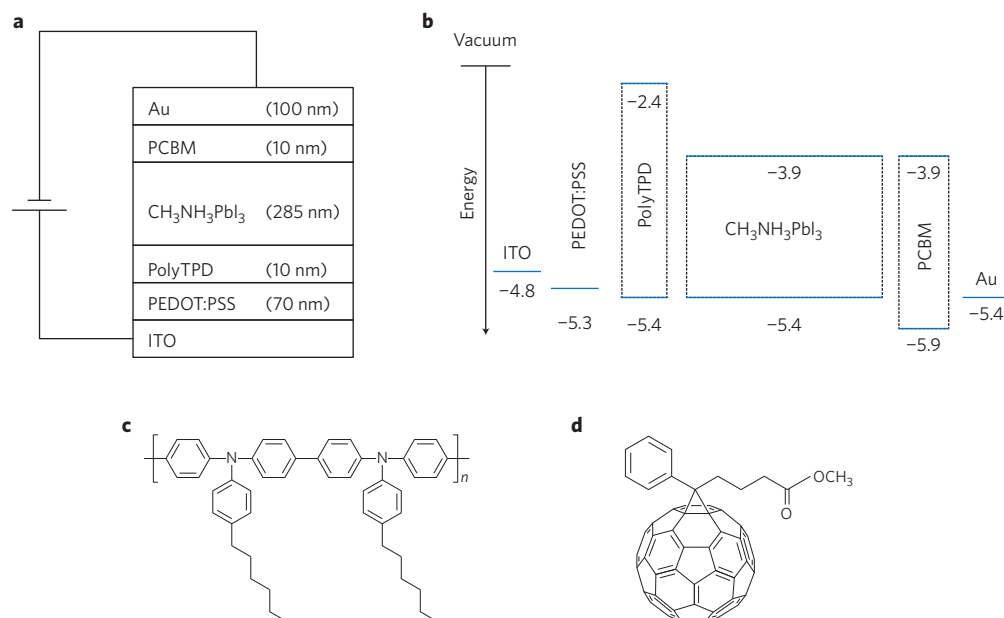 a
Au (100 nm)
PCBM (10 nm)
CH₃NH₃PbI₃ (285 nm)
PolyTPD (10 nm)
PEDOT:PSS (70 nm)
ITO
b
Vacuum
Energy
ITO
−4.8
PEDOT:PSS
−5.3
−2.4
PolyTPD
−5.4
−3.9
CH₃NH₃PbI₃
−5.4
−3.9
PCBM
−5.9
Au
−5.4
c
N
N
n
d
OCH₃
O